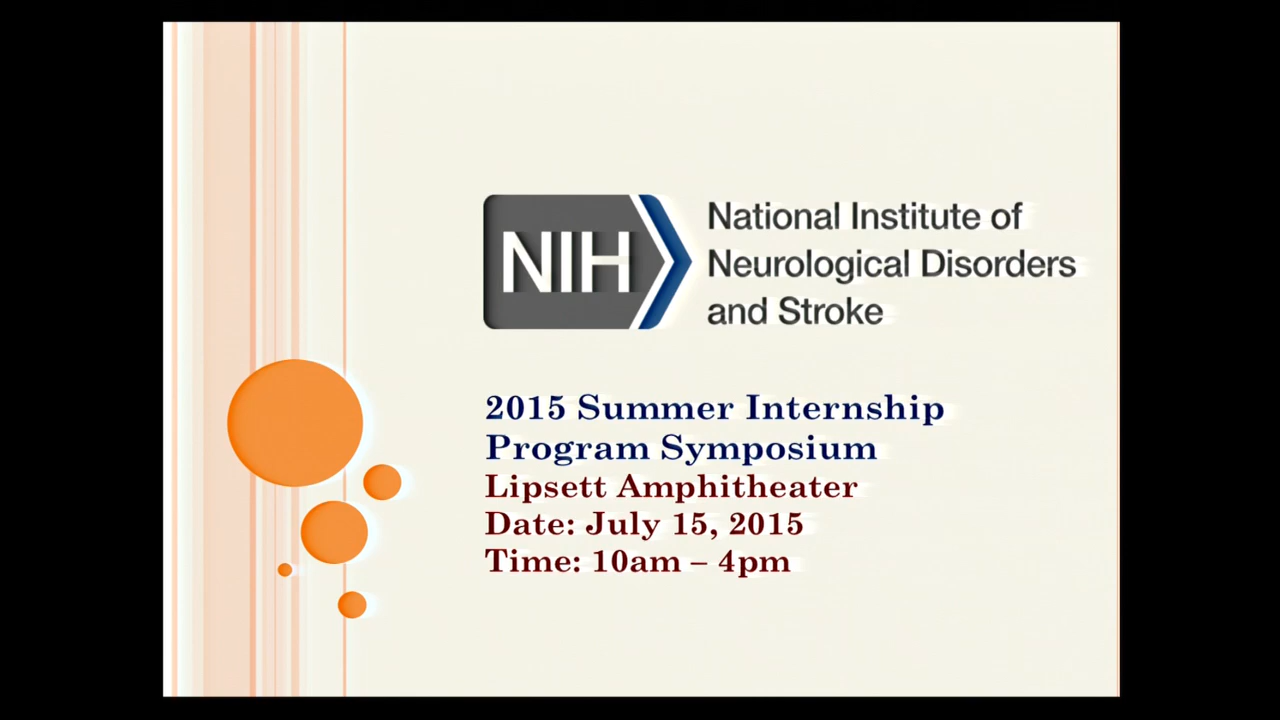 NIH
National Institute of
Neurological Disorders
and Stroke
2015 Summer Internship
Program Symposium
Lipsett Amphitheater
Date: July 15, 2015
Time: 10am – 4pm